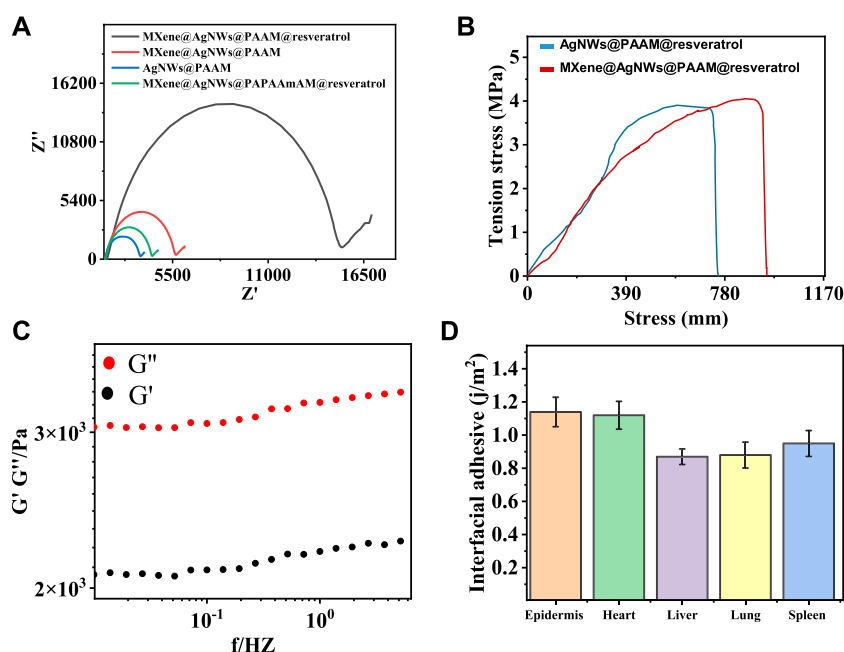 A
MXene@AgNWs@PAAM@resveratrol
MXene@AgNWs@PAAM
AgNWs@PAAM
MXene@AgNWs@PAPAAmAM@resveratrol
Z''
16200
10800
5400
0
5500
11000
16500
Z'
B
AgNWs@PAAM@resveratrol
MXene@AgNWs@PAAM@resveratrol
Tension stress (MPa)
5
4
3
2
1
0
0
390
780
1170
Stress (mm)
C
G''
G'
G' G''/Pa
3×10³
2×10³
10⁻¹
10⁰
f/HZ
D
Interfacial adhesive (j/m²)
1.4
1.2
1.0
0.8
0.6
0.4
0.2
Epidermis
Heart
Liver
Lung
Spleen